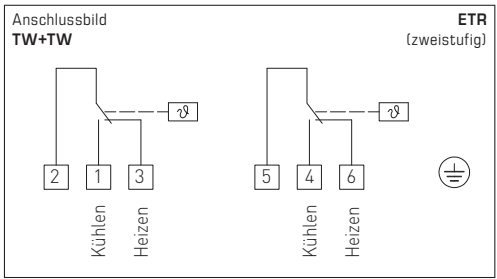 Anschlussbild
ETR
TW+TW
(zweistufig)
ϑ
ϑ
2 1 3
5 4 6
Kühlen
Heizen
Kühlen
Heizen